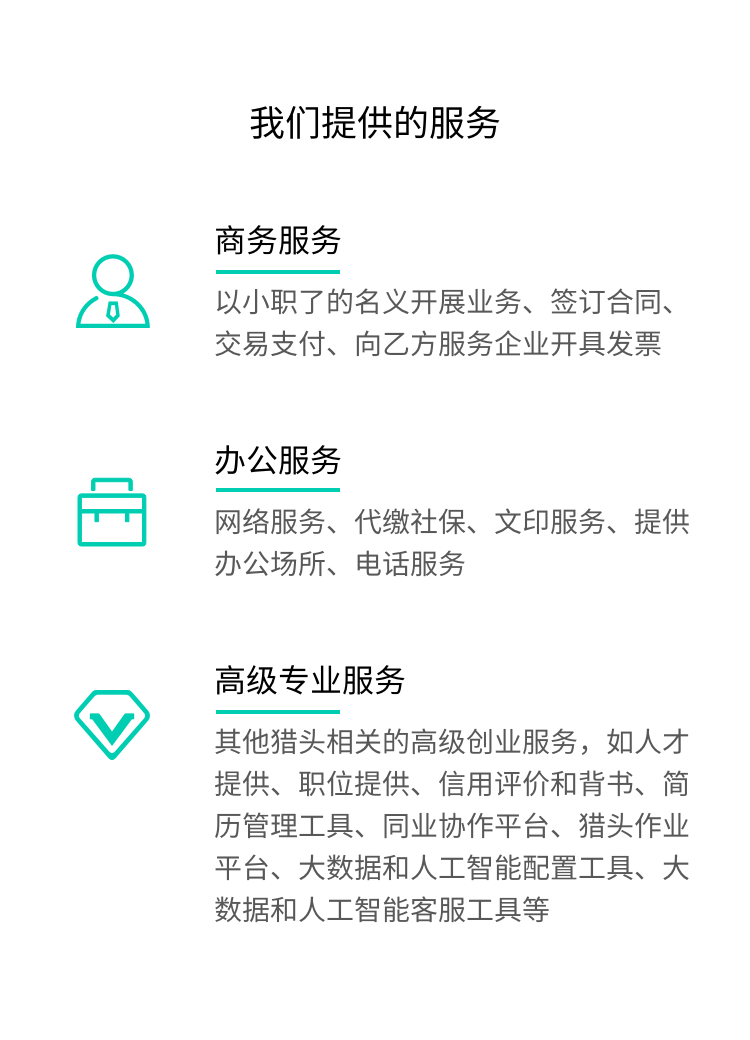 我们提供的服务
商务服务
以小职了的名义开展业务、签订合同、
交易支付、向乙方服务企业开具发票
办公服务
网络服务、代缴社保、文印服务、提供
办公场所、电话服务
高级专业服务
其他猎头相关的高级创业服务，如人才
提供、职位提供、信用评价和背书、简
历管理工具、同业协作平台、猎头作业
平台、大数据和人工智能配置工具、大
数据和人工智能客服工具等